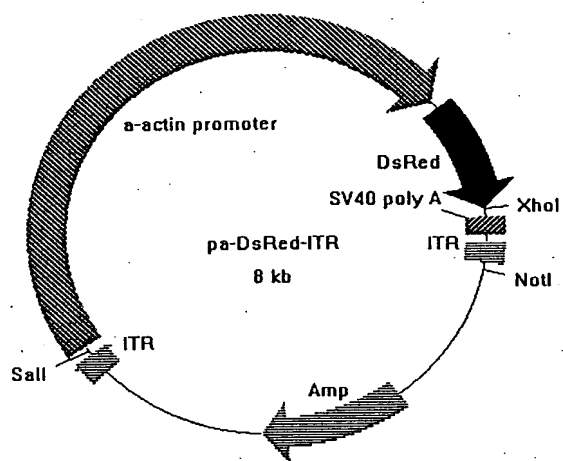 a-actin promoter
DsRed
SV40 poly A
XhoI
ITR
NotI
pa-DsRed-ITR
8 kb
ITR
SalI
Amp